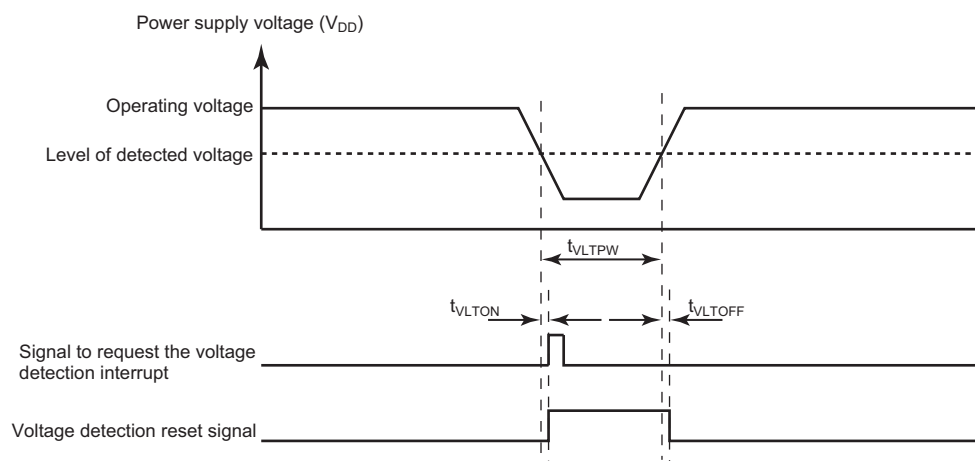 Power supply voltage (VDD)
Operating voltage
Level of detected voltage
tVLTPW
tVLTON
tVLTOFF
Signal to request the voltage
detection interrupt
Voltage detection reset signal